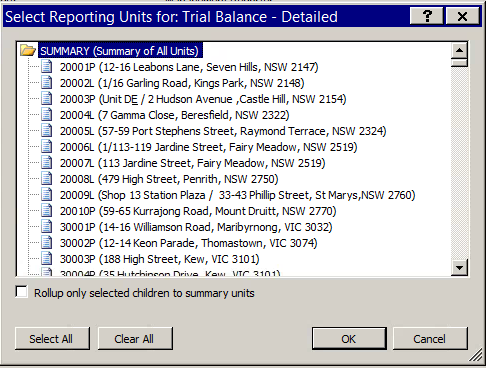 Select Reporting Units for: Trial Balance - Detailed
SUMMARY (Summary of All Units)
20001P (12-16 Leabons Lane, Seven Hills, NSW 2147)
20002L (1/16 Garling Road, Kings Park, NSW 2148)
20003P (Unit DE / 2 Hudson Avenue ,Castle Hill, NSW 2154)
20004L (7 Gamma Close, Beresfield, NSW 2322)
20005L (57-59 Port Stephens Street, Raymond Terrace, NSW 2324)
20006L (1/113-119 Jardine Street, Fairy Meadow, NSW 2519)
20007L (113 Jardine Street, Fairy Meadow, NSW 2519)
20008L (479 High Street, Penrith, NSW 2750)
20009L (Shop 13 Station Plaza / 33-43 Phillip Street, St Marys,NSW 2760)
20010P (59-65 Kurrajong Road, Mount Druitt, NSW 2770)
30001P (14-16 Williamson Road, Maribyrnong, VIC 3032)
30002P (12-14 Keon Parade, Thomastown, VIC 3074)
30003P (188 High Street, Kew, VIC 3101)
30004P (35 Hutchinson Drive, Kew, VIC 3101)
Rollup only selected children to summary units
Select All
Clear All
OK
Cancel